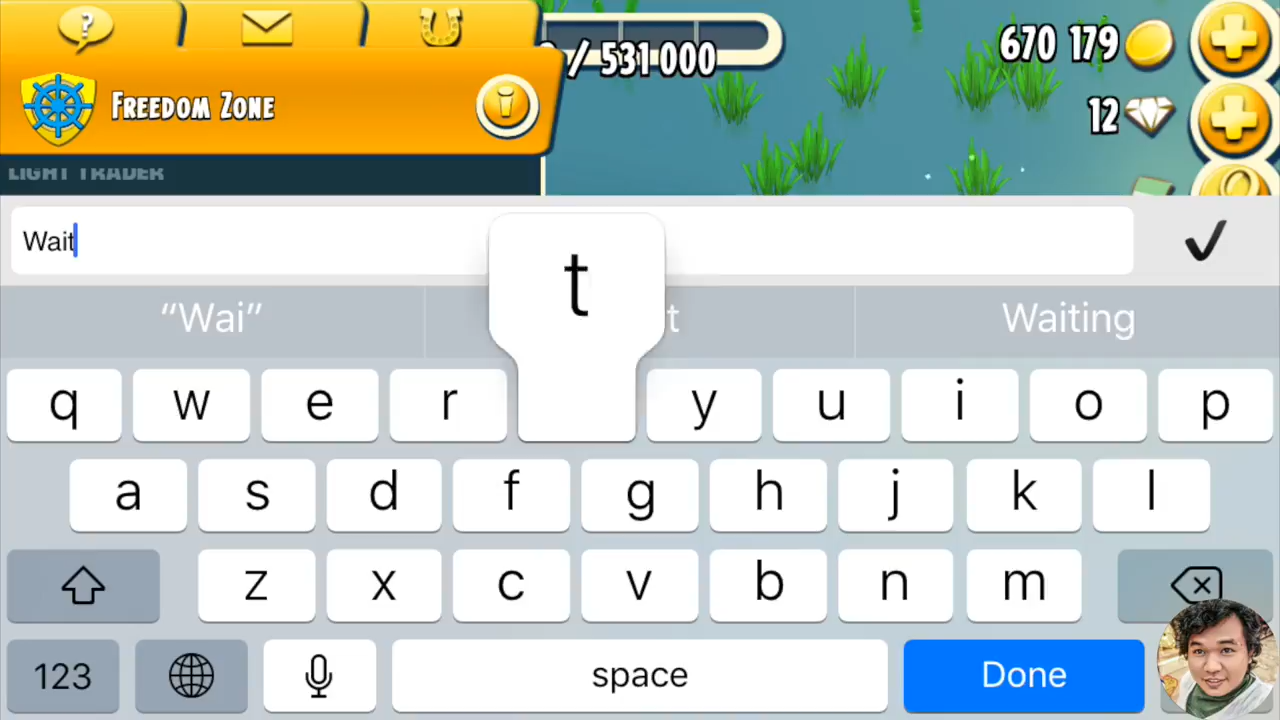 ?
/ 531 000
670 179
FREEDOM ZONE
12
LIGHT TRADER
Wait
t
"Wai" t Waiting
q w e r y u i o p
a s d f g h j k l
z x c v b n m
123 space Done